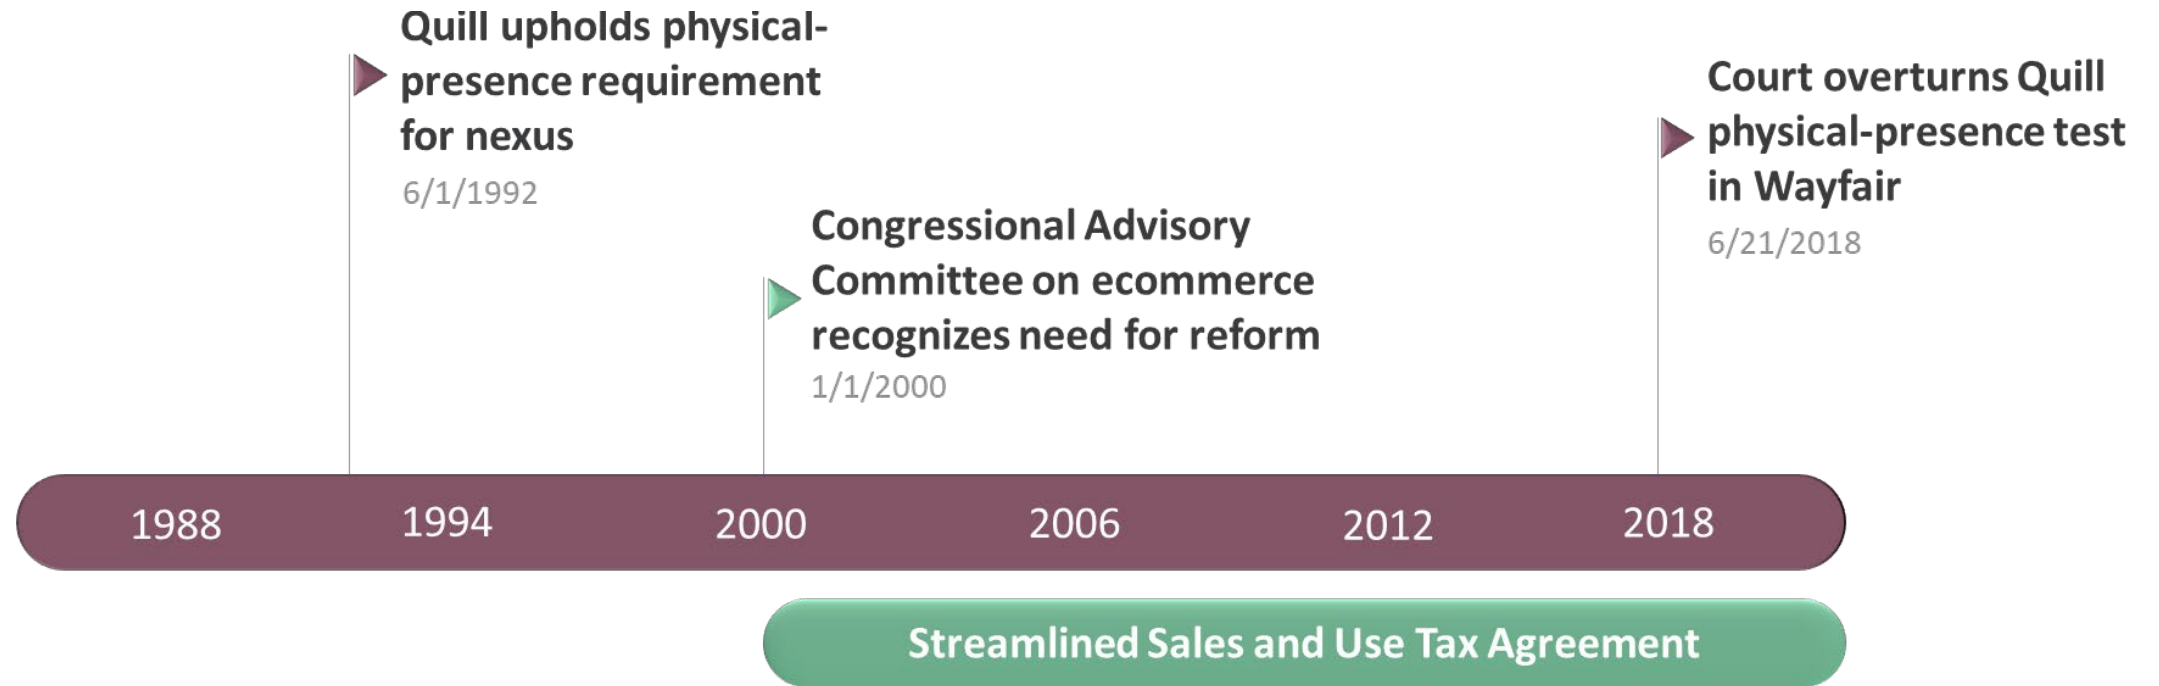 Quill upholds physical-
presence requirement
for nexus
6/1/1992
Court overturns Quill
physical-presence test
in Wayfair
6/21/2018
Congressional Advisory
Committee on ecommerce
recognizes need for reform
1/1/2000
1988 1994 2000 2006 2012 2018
Streamlined Sales and Use Tax Agreement